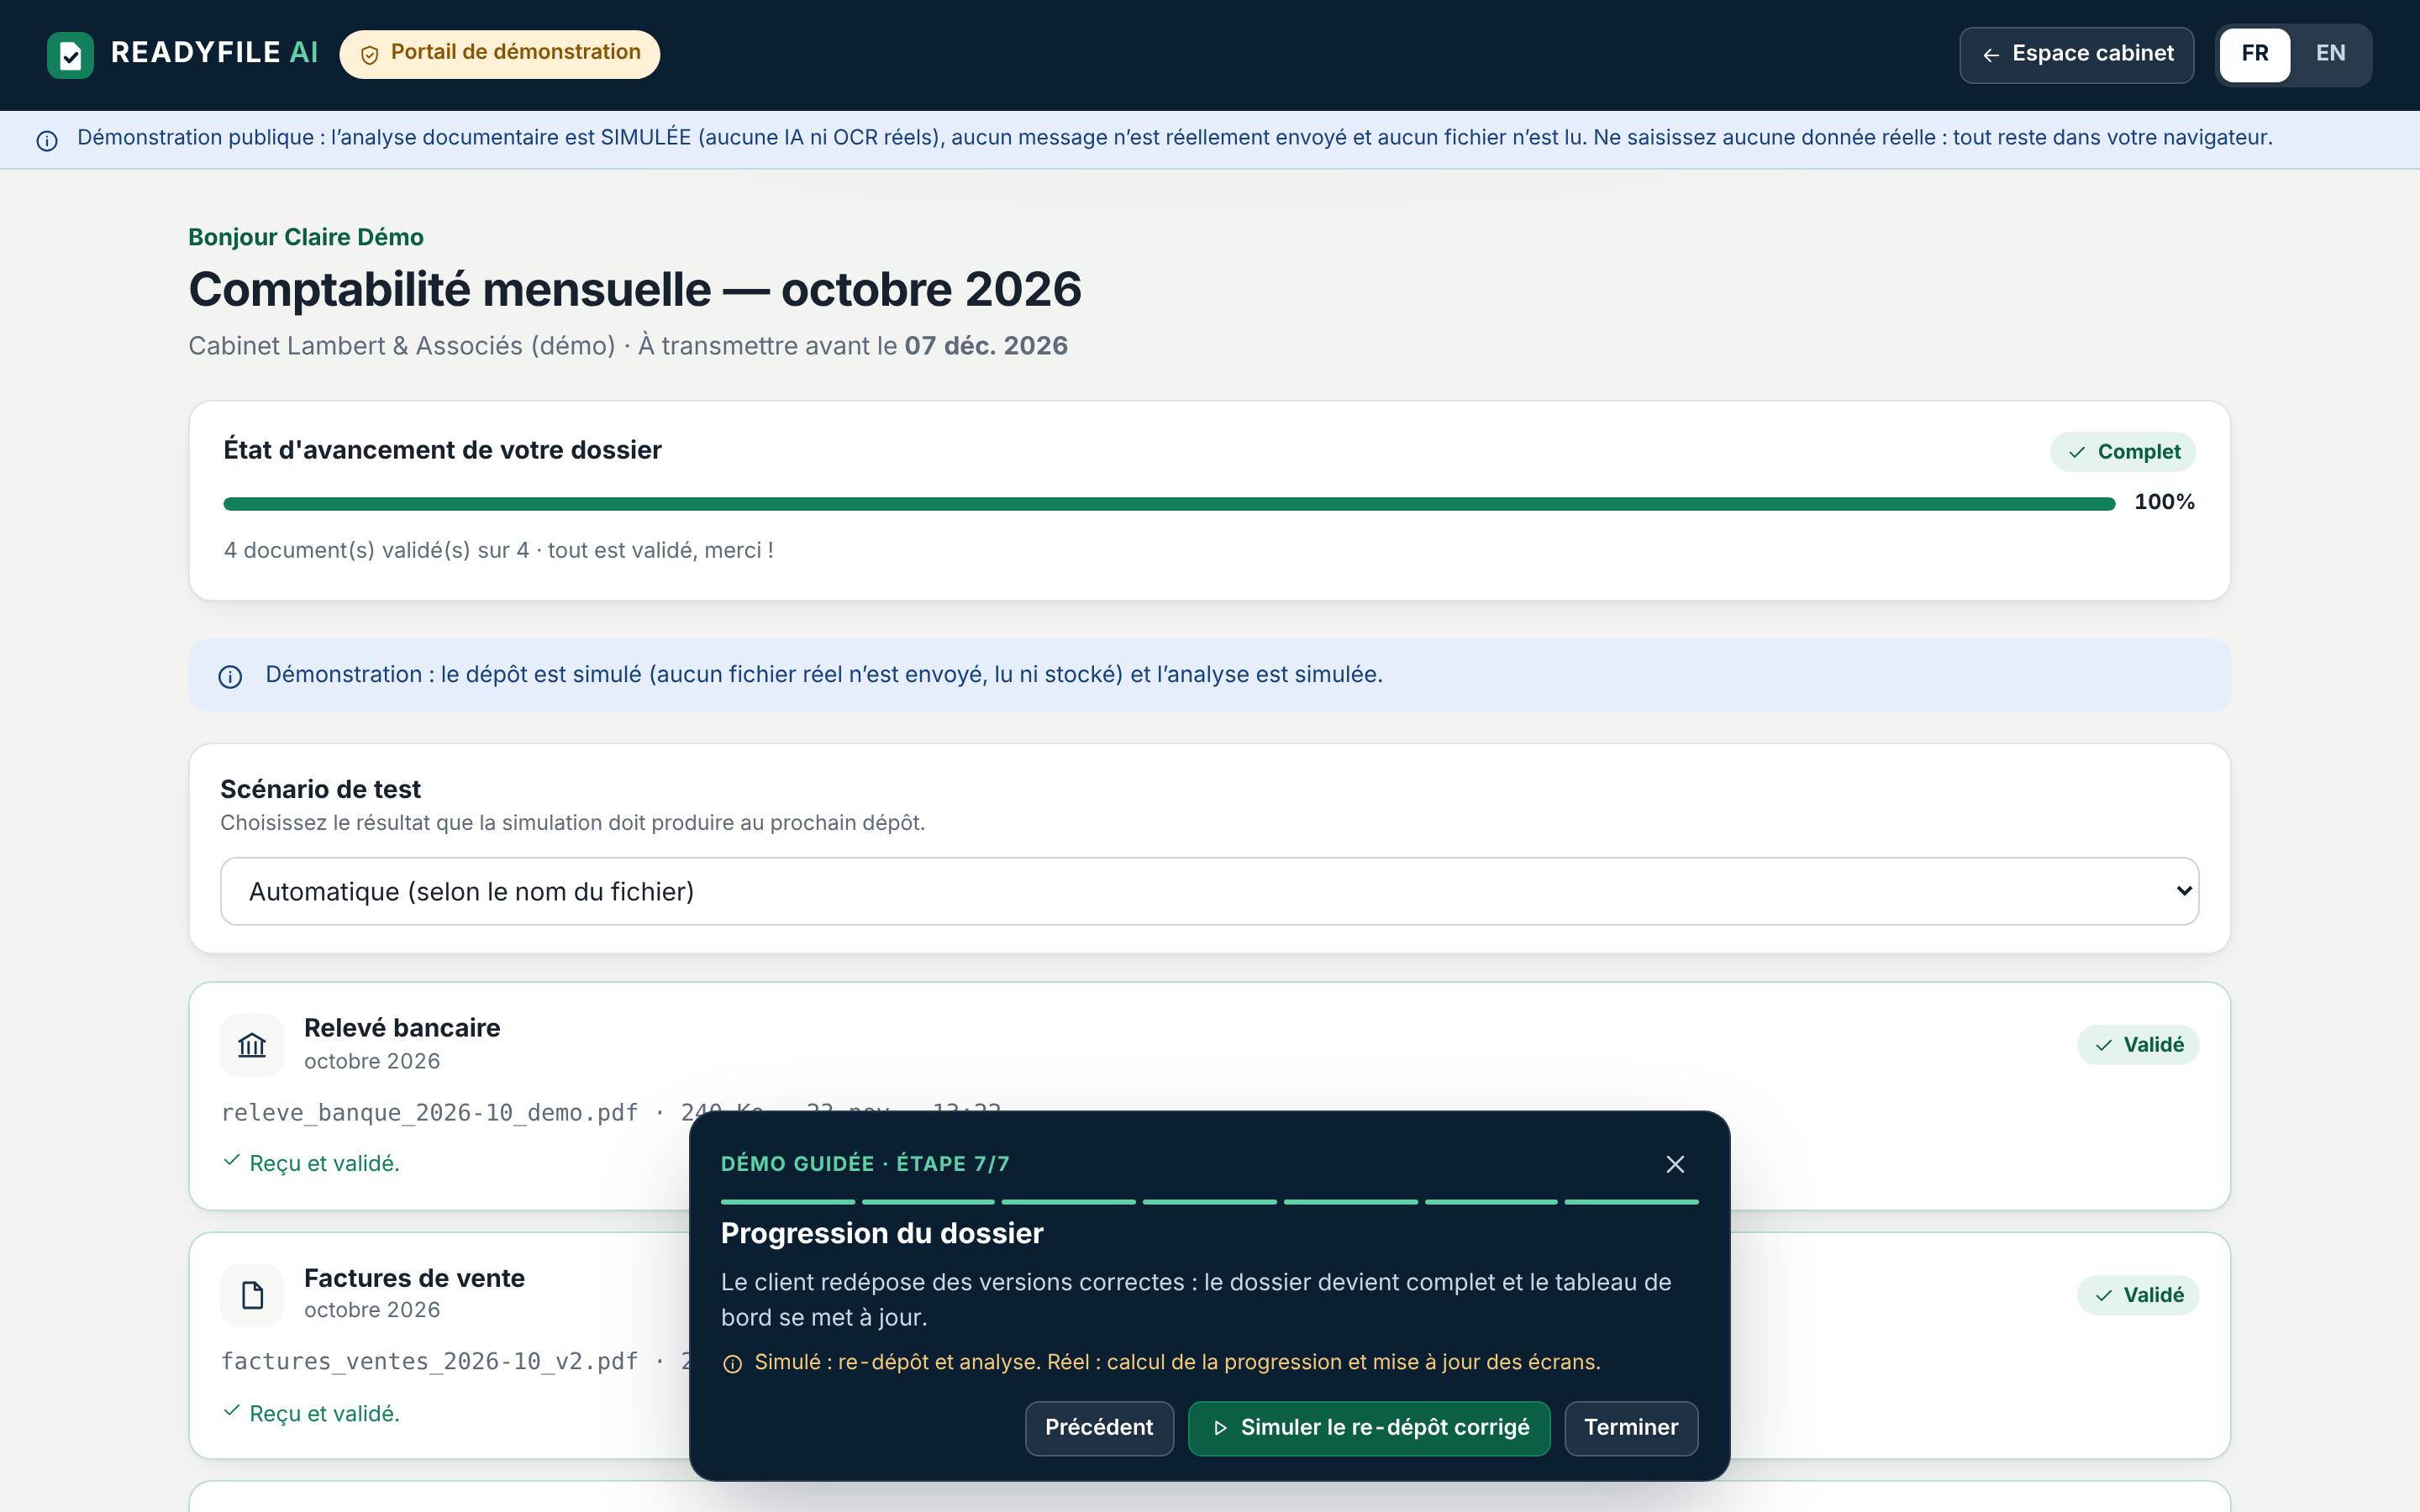 READYFILE AI
Portail de démonstration
Espace cabinet
FR
EN
Démonstration publique : l’analyse documentaire est SIMULÉE (aucune IA ni OCR réels), aucun message n’est réellement envoyé et aucun fichier n’est lu. Ne saisissez aucune donnée réelle : tout reste dans votre navigateur.
Bonjour Claire Démo
Comptabilité mensuelle — octobre 2026
Cabinet Lambert & Associés (démo) · À transmettre avant le 07 déc. 2026
État d'avancement de votre dossier
Complet
100%
4 document(s) validé(s) sur 4 · tout est validé, merci !
Démonstration : le dépôt est simulé (aucun fichier réel n’est envoyé, lu ni stocké) et l’analyse est simulée.
Scénario de test
Choisissez le résultat que la simulation doit produire au prochain dépôt.
Automatique (selon le nom du fichier)
Relevé bancaire
octobre 2026
Validé
releve_banque_2026-10_demo.pdf ·
Reçu et validé.
Factures de vente
octobre 2026
Validé
factures_ventes_2026-10_v2.pdf ·
Reçu et validé.
DÉMO GUIDÉE · ÉTAPE 7/7
Progression du dossier
Le client redépose des versions correctes : le dossier devient complet et le tableau de
bord se met à jour.
Simulé : re-dépôt et analyse. Réel : calcul de la progression et mise à jour des écrans.
Précédent
Simuler le re-dépôt corrigé
Terminer